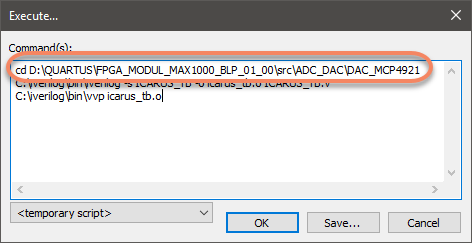 Execute...
Command(s):
cd D:\QUARTUS\FPGA_MODUL_MAX1000_BLP_01_00\src\ADC_DAC\DAC_MCP4921
C:\iverilog\bin\iverilog -s ICARUS_TB -o icarus_tb.o ICARUS_TB.v
C:\iverilog\bin\vvp icarus_tb.o
<temporary script>
OK
Save...
Cancel